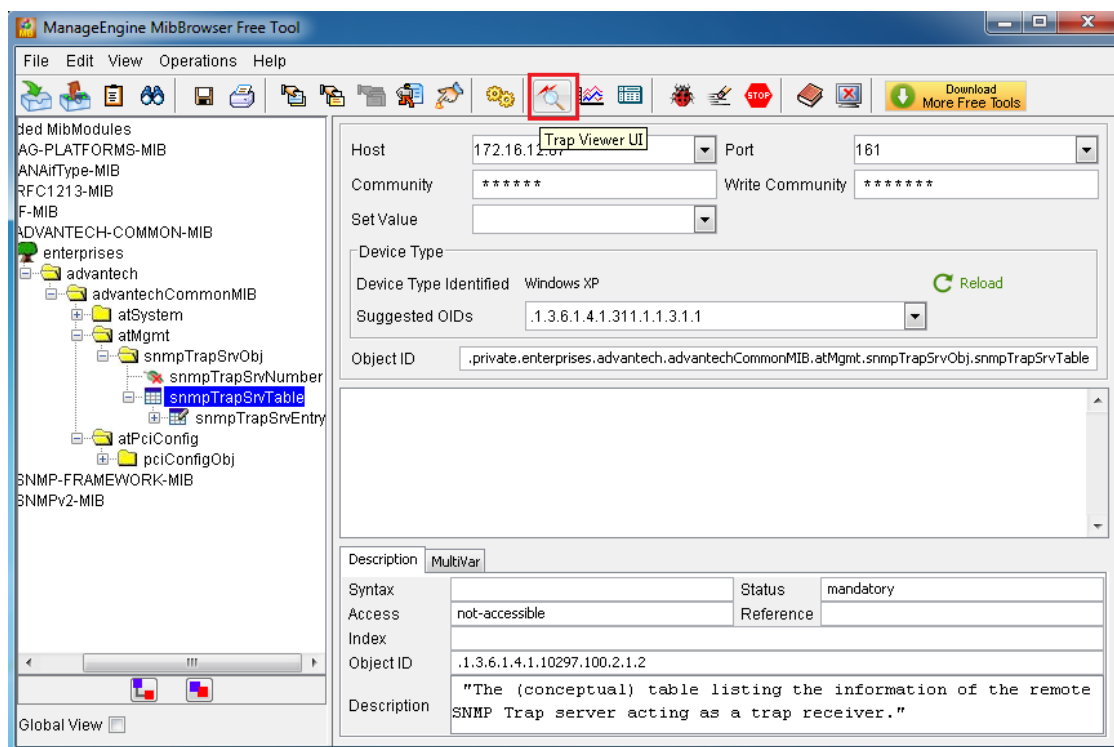 ManageEngine MibBrowser Free Tool
File Edit View Operations Help
STOP
Download
More Free Tools
Trap Viewer UI
ded MibModules
AG-PLATFORMS-MIB
ANAifType-MIB
RFC1213-MIB
F-MIB
ADVANTECH-COMMON-MIB
enterprises
advantech
advantechCommonMIB
atSystem
atMgmt
snmpTrapSrvObj
snmpTrapSrvNumber
snmpTrapSrvTable
snmpTrapSrvEntry
atPciConfig
pciConfigObj
SNMP-FRAMEWORK-MIB
SNMPv2-MIB
Global View
Host Port 161
Community ****** Write Community *******
Set Value
Device Type
Device Type Identified Windows XP Reload
Suggested OIDs .1.3.6.1.4.1.311.1.1.3.1.1
Object ID .private.enterprises.advantech.advantechCommonMIB.atMgmt.snmpTrapSrvObj.snmpTrapSrvTable
Description MultiVar
Syntax Status mandatory
Access not-accessible Reference
Index
Object ID .1.3.6.1.4.1.10297.100.2.1.2
Description "The (conceptual) table listing the information of the remote
SNMP Trap server acting as a trap receiver."